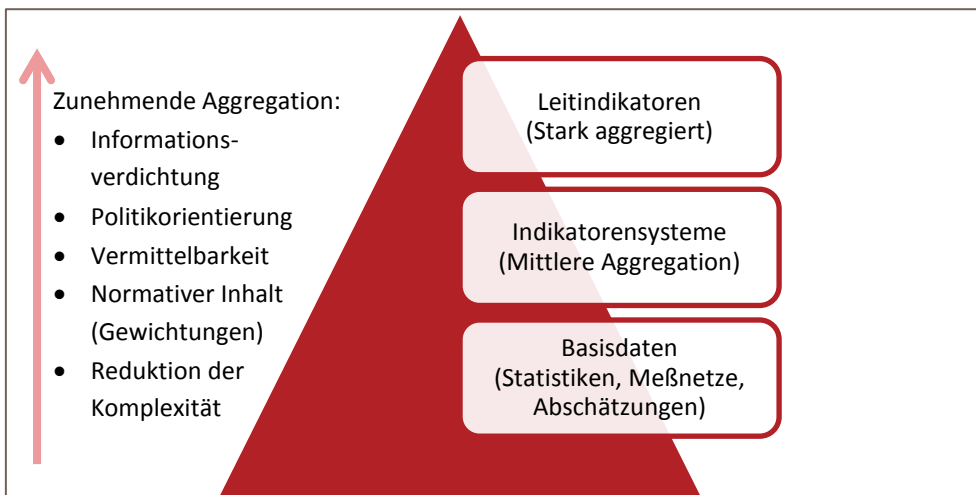 Zunehmende Aggregation:
• Informations-
verdichtung
• Politikorientierung
• Vermittelbarkeit
• Normativer Inhalt
(Gewichtungen)
• Reduktion der
Komplexität
Leitindikatoren
(Stark aggregiert)
Indikatorensysteme
(Mittlere Aggregation)
Basisdaten
(Statistiken, Meßnetze,
Abschätzungen)